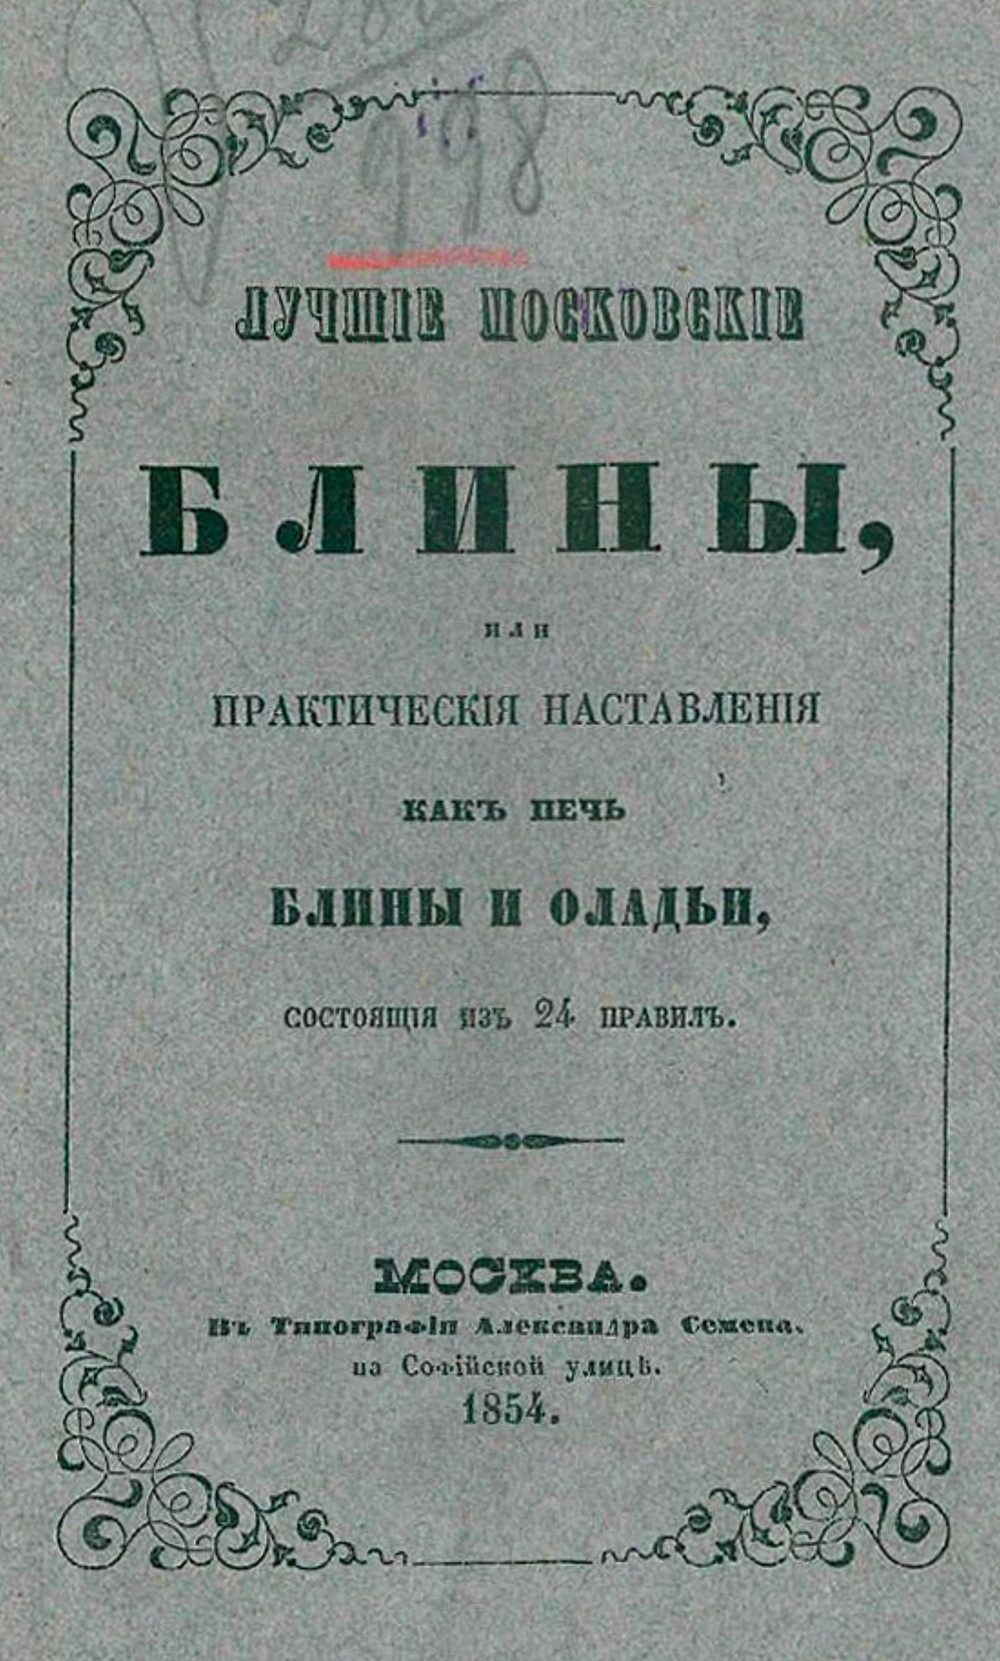 998
ЛУЧШІЕ МОСКОВСКІЕ
БЛИНЫ,
или
ПРАКТИЧЕСКІЯ НАСТАВЛЕНІЯ
КАКЪ ПЕЧЬ
БЛИНЫ И ОЛАДЬИ,
СОСТОЯЩІЯ ИЗЪ 24 ПРАВИЛЪ.
МОСКВА.
Въ Типографіи Александра Семена,
на Софійской улицѣ.
1854.